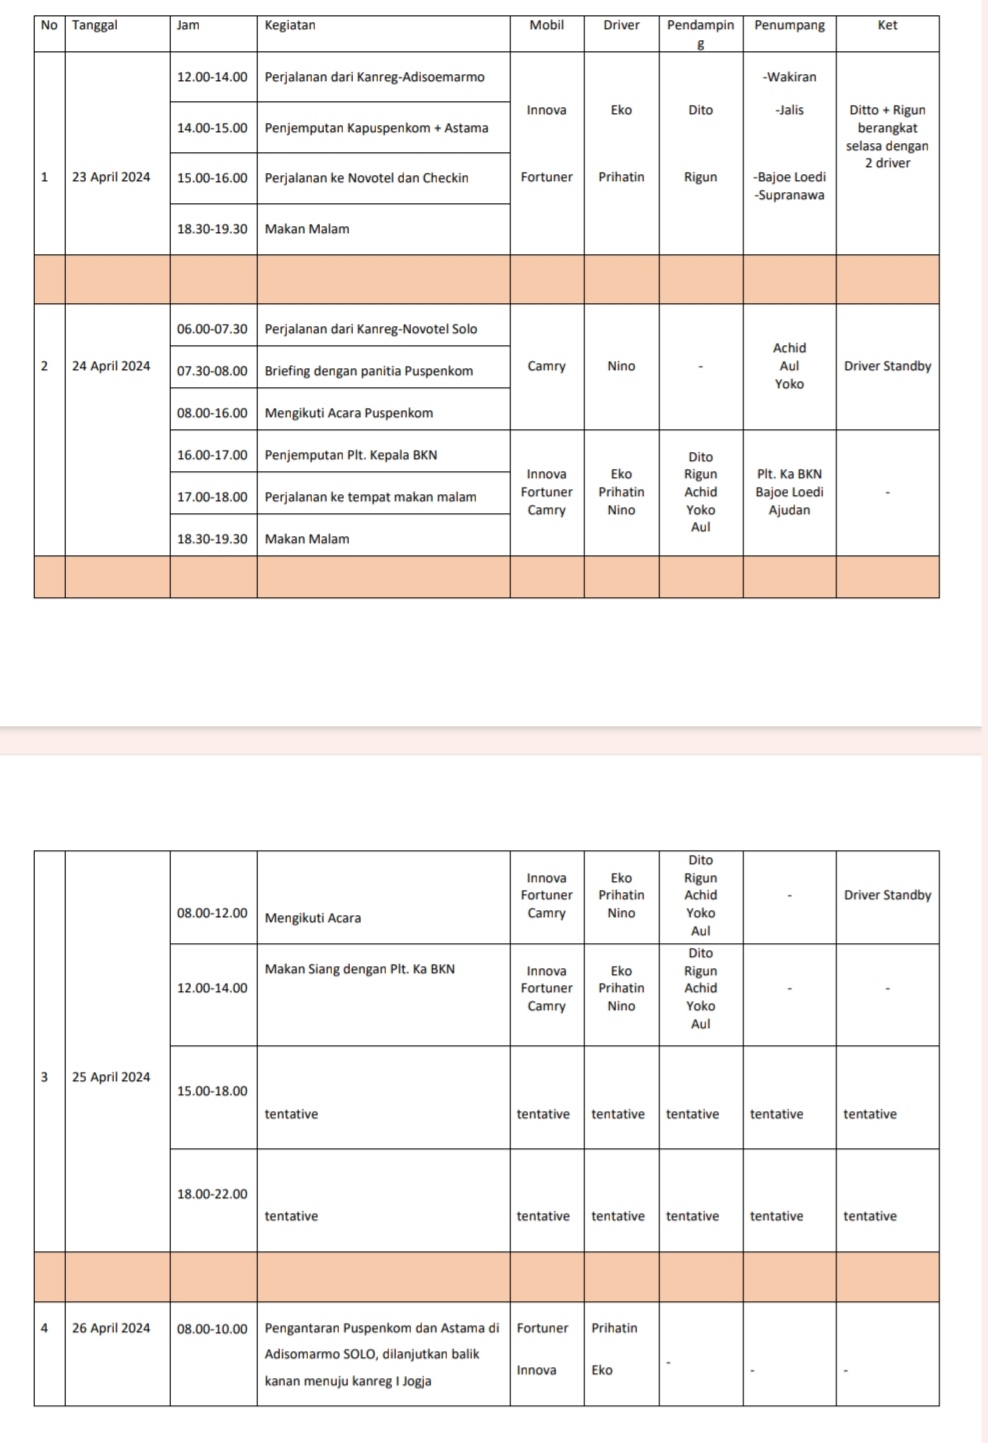 No Tanggal Jam Kegiatan Mobil Driver Pendampin Penumpang Ket
g
12.00-14.00 Perjalanan dari Kanreg-Adisoemarmo -Wakiran
Innova Eko Dito -Jalis Ditto + Rigun
14.00-15.00 Penjemputan Kapuspenkom + Astama berangkat
selasa dengan
2 driver
1 23 April 2024 15.00-16.00 Perjalanan ke Novotel dan Checkin Fortuner Prihatin Rigun -Bajoe Loedi
-Supranawa
18.30-19.30 Makan Malam
06.00-07.30 Perjalanan dari Kanreg-Novotel Solo
Achid
2 24 April 2024 07.30-08.00 Briefing dengan panitia Puspenkom Camry Nino - Aul Driver Standby
Yoko
08.00-16.00 Mengikuti Acara Puspenkom
16.00-17.00 Penjemputan Plt. Kepala BKN Dito
Innova Eko Rigun Plt. Ka BKN
17.00-18.00 Perjalanan ke tempat makan malam Fortuner Prihatin Achid Bajoe Loedi -
Camry Nino Yoko Ajudan
Aul
18.30-19.30 Makan Malam
Dito
Innova Eko Rigun
Fortuner Prihatin Achid - Driver Standby
08.00-12.00 Mengikuti Acara Camry Nino Yoko
Aul
Dito
Makan Siang dengan Plt. Ka BKN Innova Eko Rigun
12.00-14.00 Fortuner Prihatin Achid - -
Camry Nino Yoko
Aul
3 25 April 2024
15.00-18.00
tentative tentative tentative tentative tentative tentative
18.00-22.00
tentative tentative tentative tentative tentative tentative
4 26 April 2024 08.00-10.00 Pengantaran Puspenkom dan Astama di Fortuner Prihatin
Adisomarmo SOLO, dilanjutkan balik
Innova Eko - - -
kanan menuju kanreg I Jogja